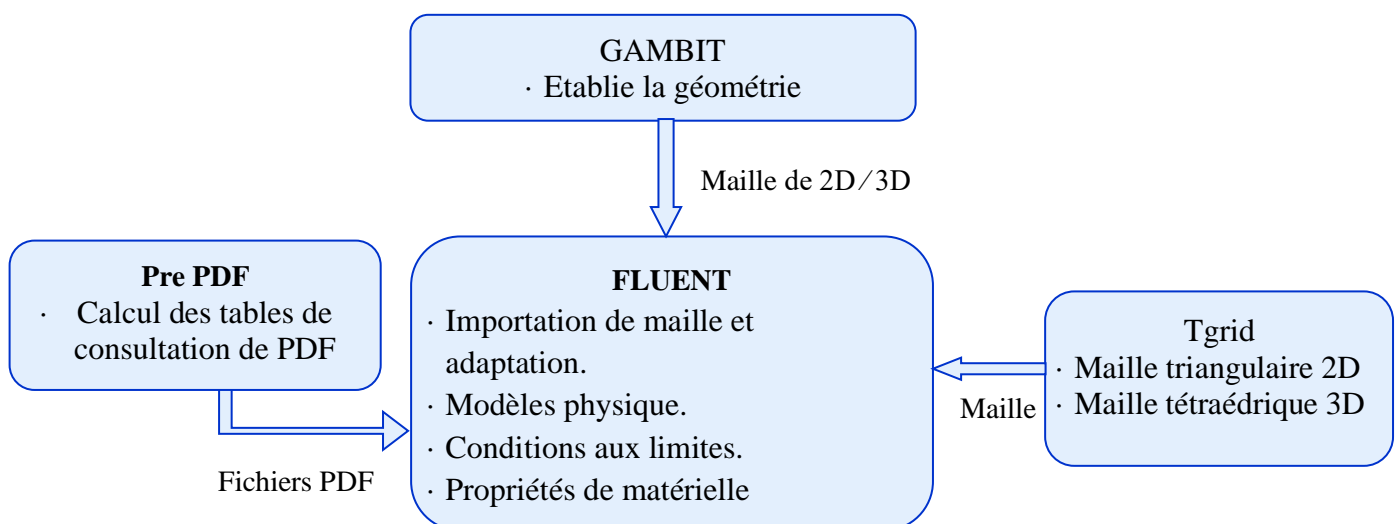 GAMBIT
· Etablie la géométrie
Maille de 2D ∕ 3D
Pre PDF
· Calcul des tables de
consultation de PDF
Fichiers PDF
FLUENT
· Importation de maille et
adaptation.
· Modèles physique.
· Conditions aux limites.
· Propriétés de matérielle
Maille
Tgrid
· Maille triangulaire 2D
· Maille tétraédrique 3D